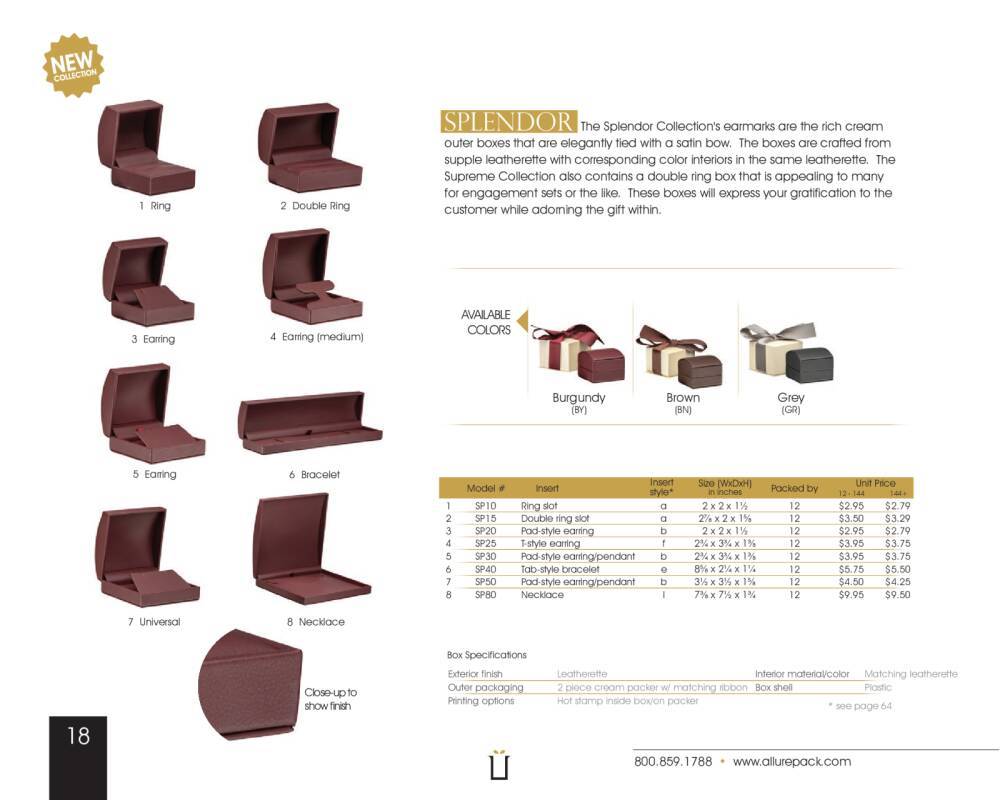 NEW
COLLECTION
1 Ring
2 Double Ring
3 Earring
4 Earring (medium)
5 Earring
6 Bracelet
7 Universal
8 Necklace
Close-up to
show finish
18
SPLENDOR The Splendor Collection's earmarks are the rich cream
outer boxes that are elegantly tied with a satin bow. The boxes are crafted from
supple leatherette with corresponding color interiors in the same leatherette. The
Supreme Collection also contains a double ring box that is appealing to many
for engagement sets or the like. These boxes will express your gratification to the
customer while adorning the gift within.
AVAILABLE
COLORS
Burgundy
(BY)
Brown
(BN)
Grey
(GR)
Model # Insert Insert style* Size (WxDxH) in inches Packed by Unit Price 12 - 144 144+
1 SP10 Ring slot a 2 x 2 x 1½ 12 $2.95 $2.79
2 SP15 Double ring slot a 2⅞ x 2 x 1⅝ 12 $3.50 $3.29
3 SP20 Pad-style earring b 2 x 2 x 1½ 12 $2.95 $2.79
4 SP25 T-style earring f 2¾ x 3¾ x 1⅜ 12 $3.95 $3.75
5 SP30 Pad-style earring/pendant b 2¾ x 3¾ x 1⅜ 12 $3.95 $3.75
6 SP40 Tab-style bracelet e 8⅝ x 2¼ x 1¼ 12 $5.75 $5.50
7 SP50 Pad-style earring/pendant b 3½ x 3½ x 1⅝ 12 $4.50 $4.25
8 SP80 Necklace l 7⅜ x 7½ x 1¾ 12 $9.95 $9.50
Box Specifications
Exterior finish Leatherette Interior material/color Matching leatherette
Outer packaging 2 piece cream packer w/ matching ribbon Box shell Plastic
Printing options Hot stamp inside box/on packer
* see page 64
800.859.1788 • www.allurepack.com